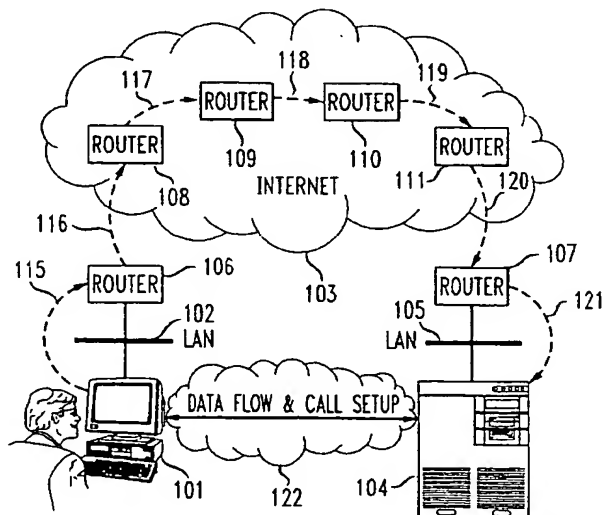 118
117
119
ROUTER
ROUTER
109
110
ROUTER
ROUTER
108
INTERNET
111
120
116
103
115
106
107
ROUTER
ROUTER
121
102
105
LAN
LAN
DATA FLOW & CALL SETUP
101
122
104